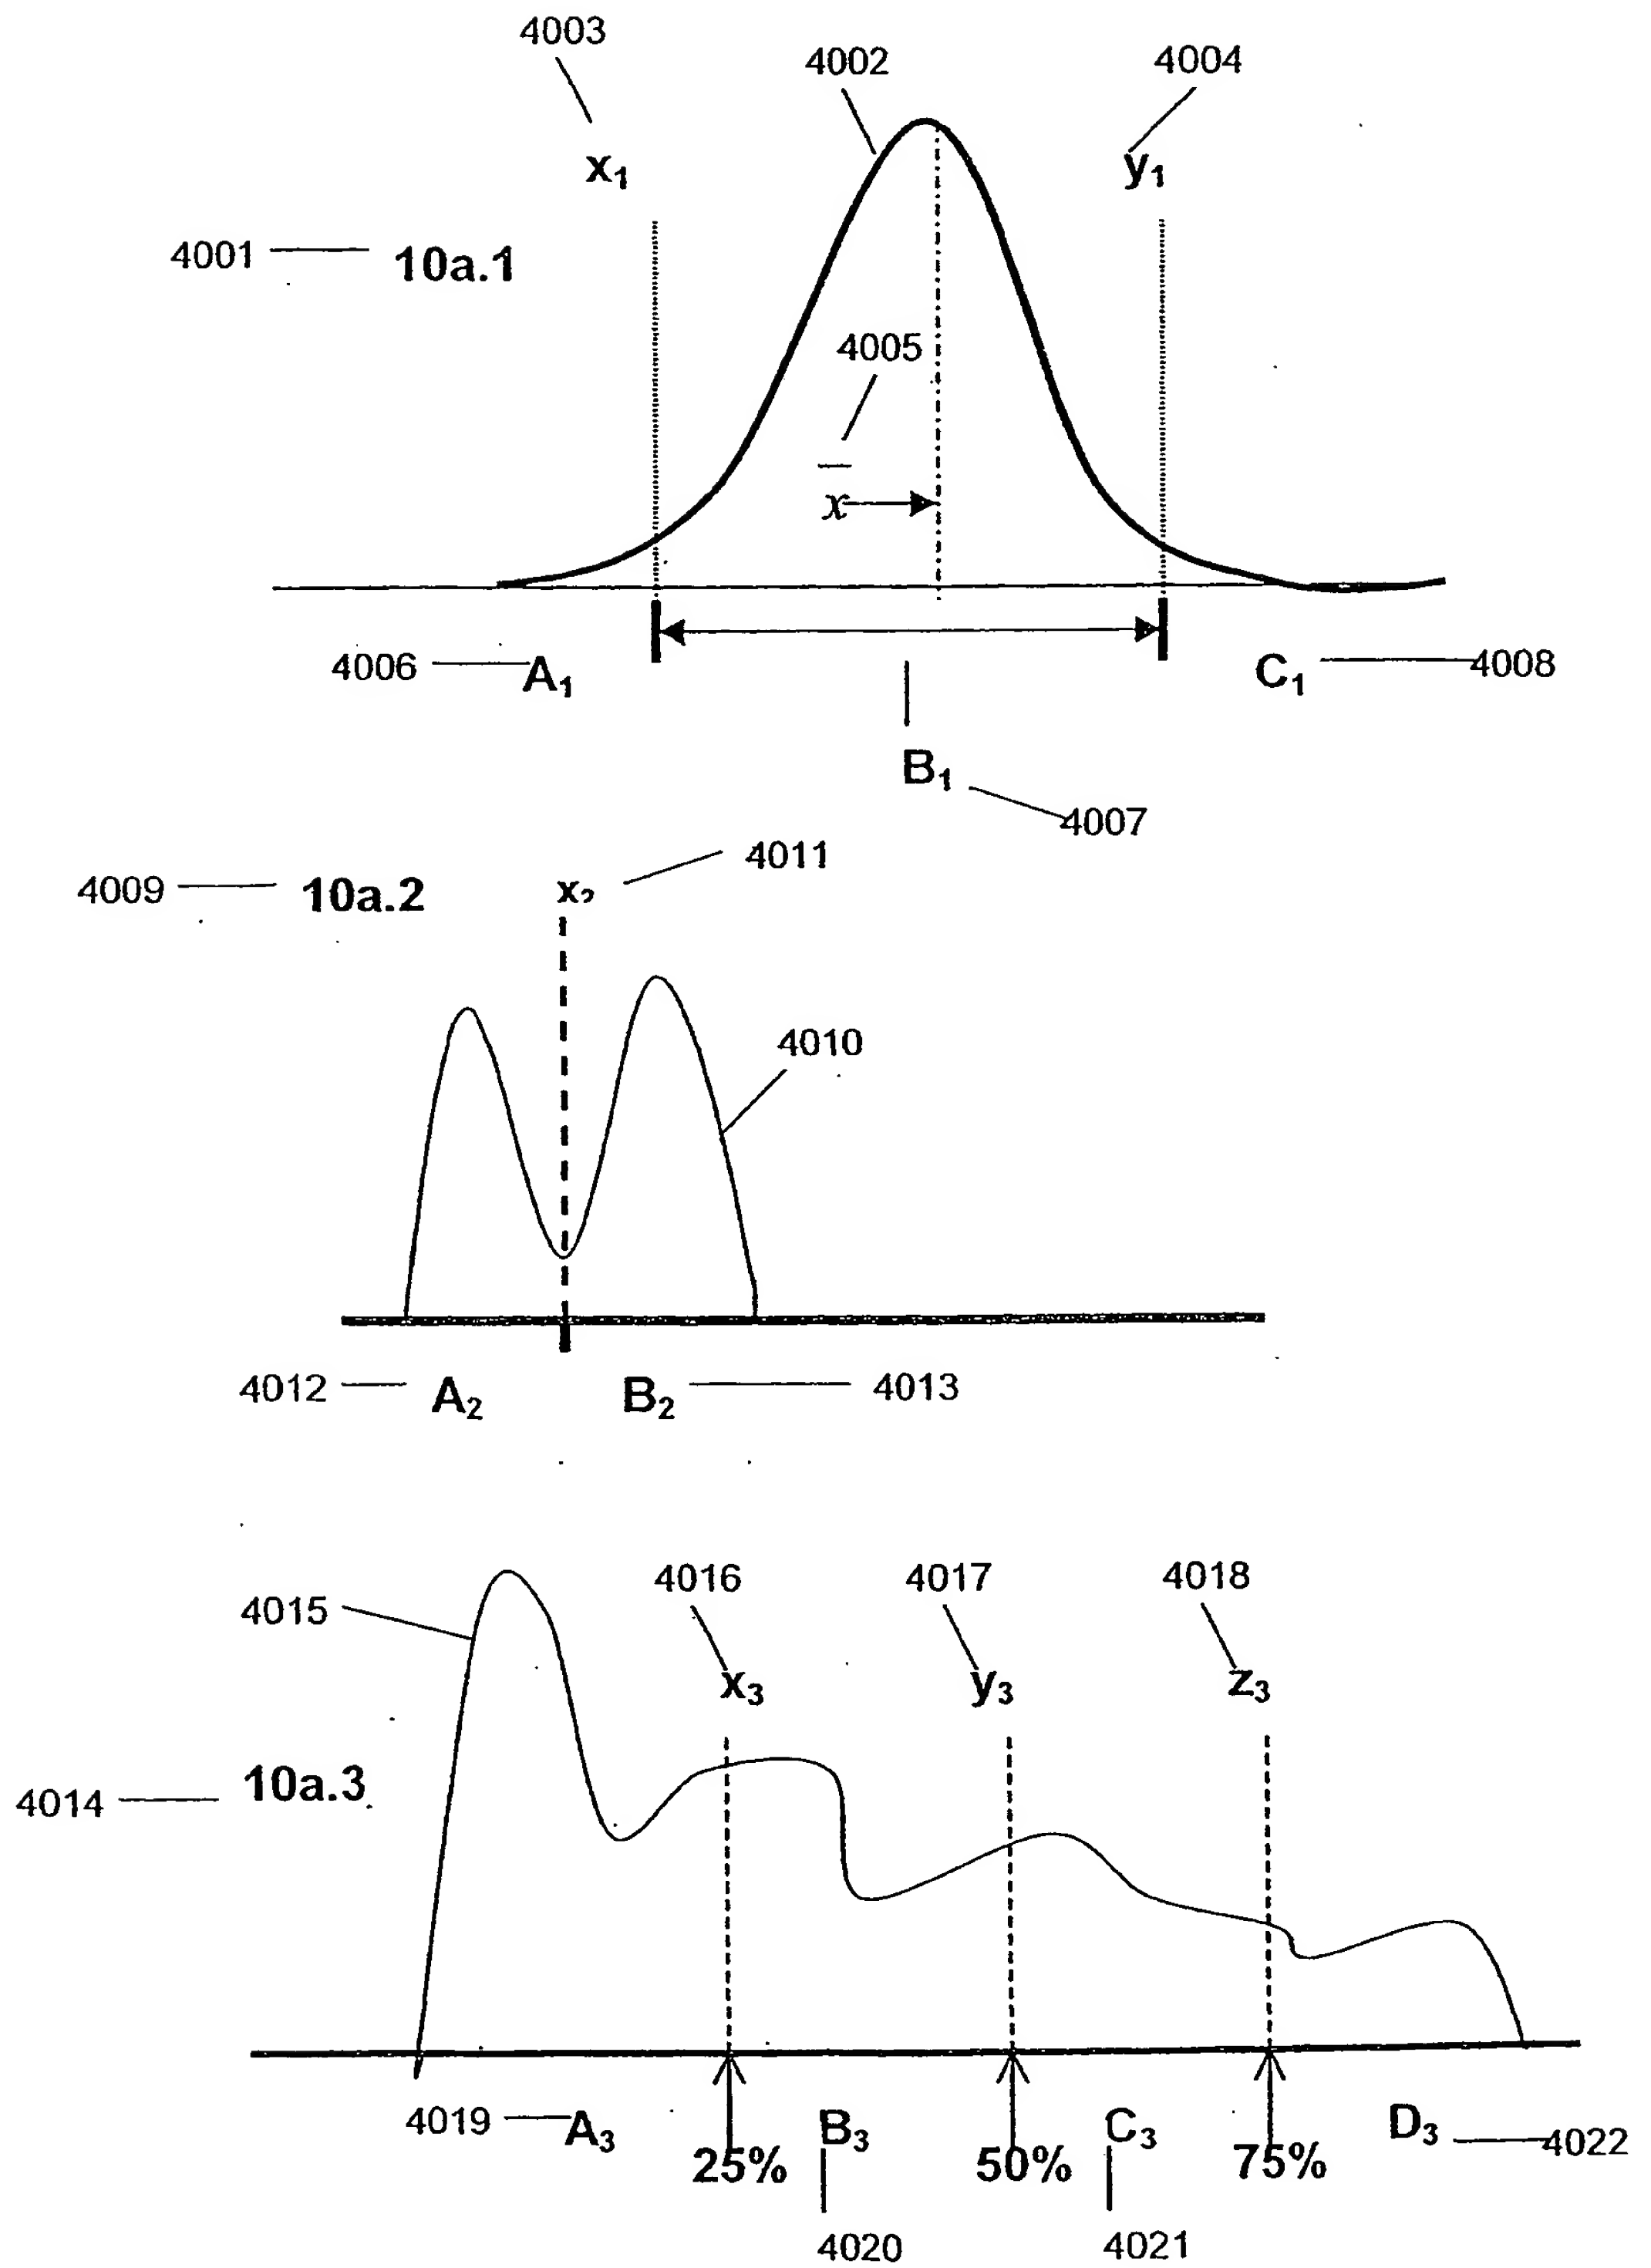 4003
4002
4004
x₁
y₁
4001
10a.1
4005
x̄
4006
A₁
C₁
4008
B₁
4007
4011
4009
10a.2
x₂
4010
4012
A₂
B₂
4013
4015
4016
4017
4018
x₃
y₃
z₃
4014
10a.3
4019
A₃
B₃
C₃
D₃
4022
25%
50%
75%
4020
4021